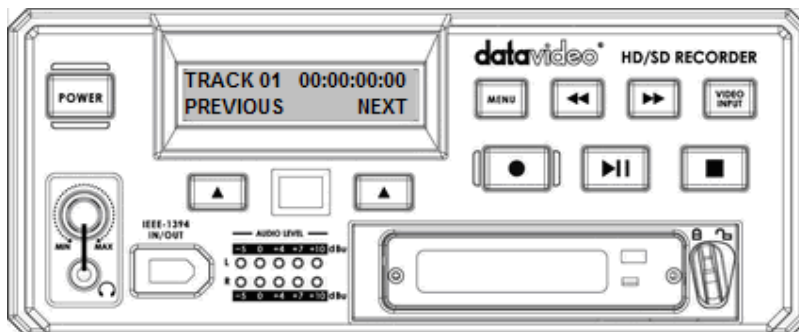 datavideo HD/SD RECORDER
POWER
TRACK 01 00:00:00:00
PREVIOUS NEXT
MENU
VIDEO INPUT
MIN MAX
IEEE-1394
IN/OUT
AUDIO LEVEL
-5 0 +4 +7 +10 dBu
L
R
-5 0 +4 +7 +10 dBu